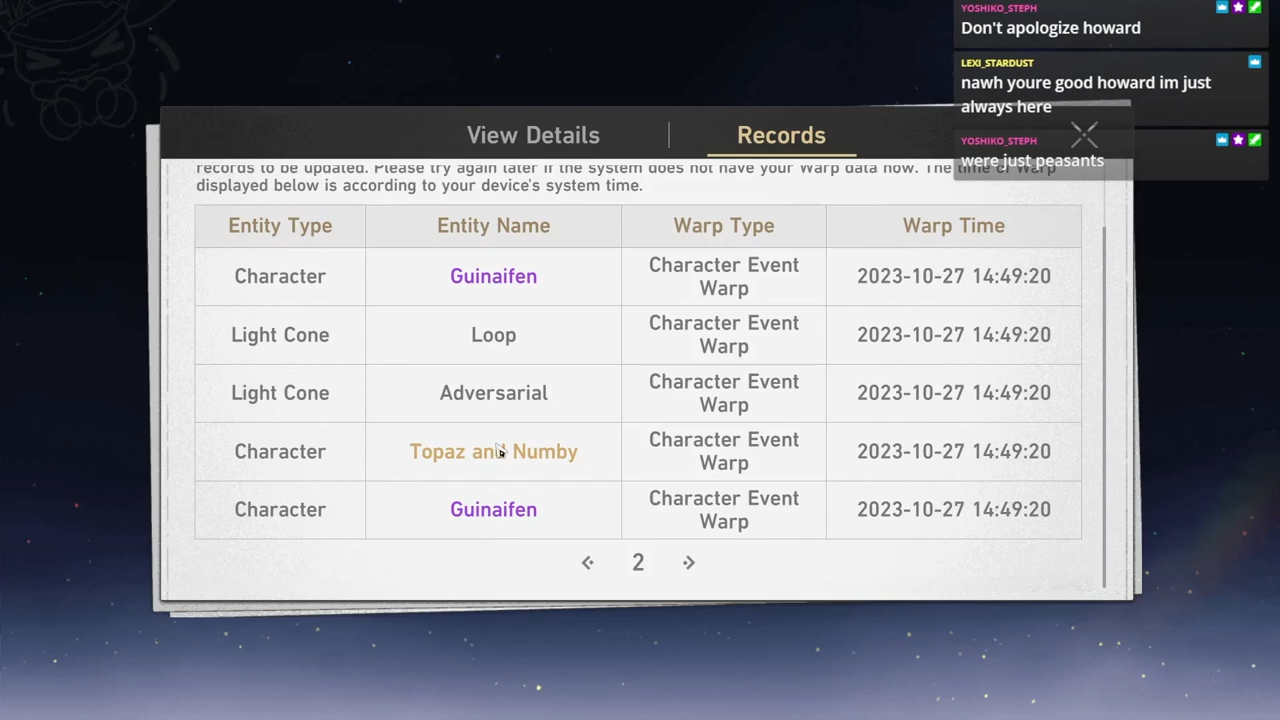 YOSHIKO_STEPH
Don't apologize howard
LEXI_STARDUST
nawh youre good howard im just
always here
YOSHIKO_STEPH
were just peasants
View Details
Records
records to be updated. Please try again later if the system does not have your Warp data now. The time of Warp
displayed below is according to your device's system time.
Entity Type Entity Name Warp Type Warp Time
Character Guinaifen Character Event Warp 2023-10-27 14:49:20
Light Cone Loop Character Event Warp 2023-10-27 14:49:20
Light Cone Adversarial Character Event Warp 2023-10-27 14:49:20
Character Topaz and Numby Character Event Warp 2023-10-27 14:49:20
Character Guinaifen Character Event Warp 2023-10-27 14:49:20
2